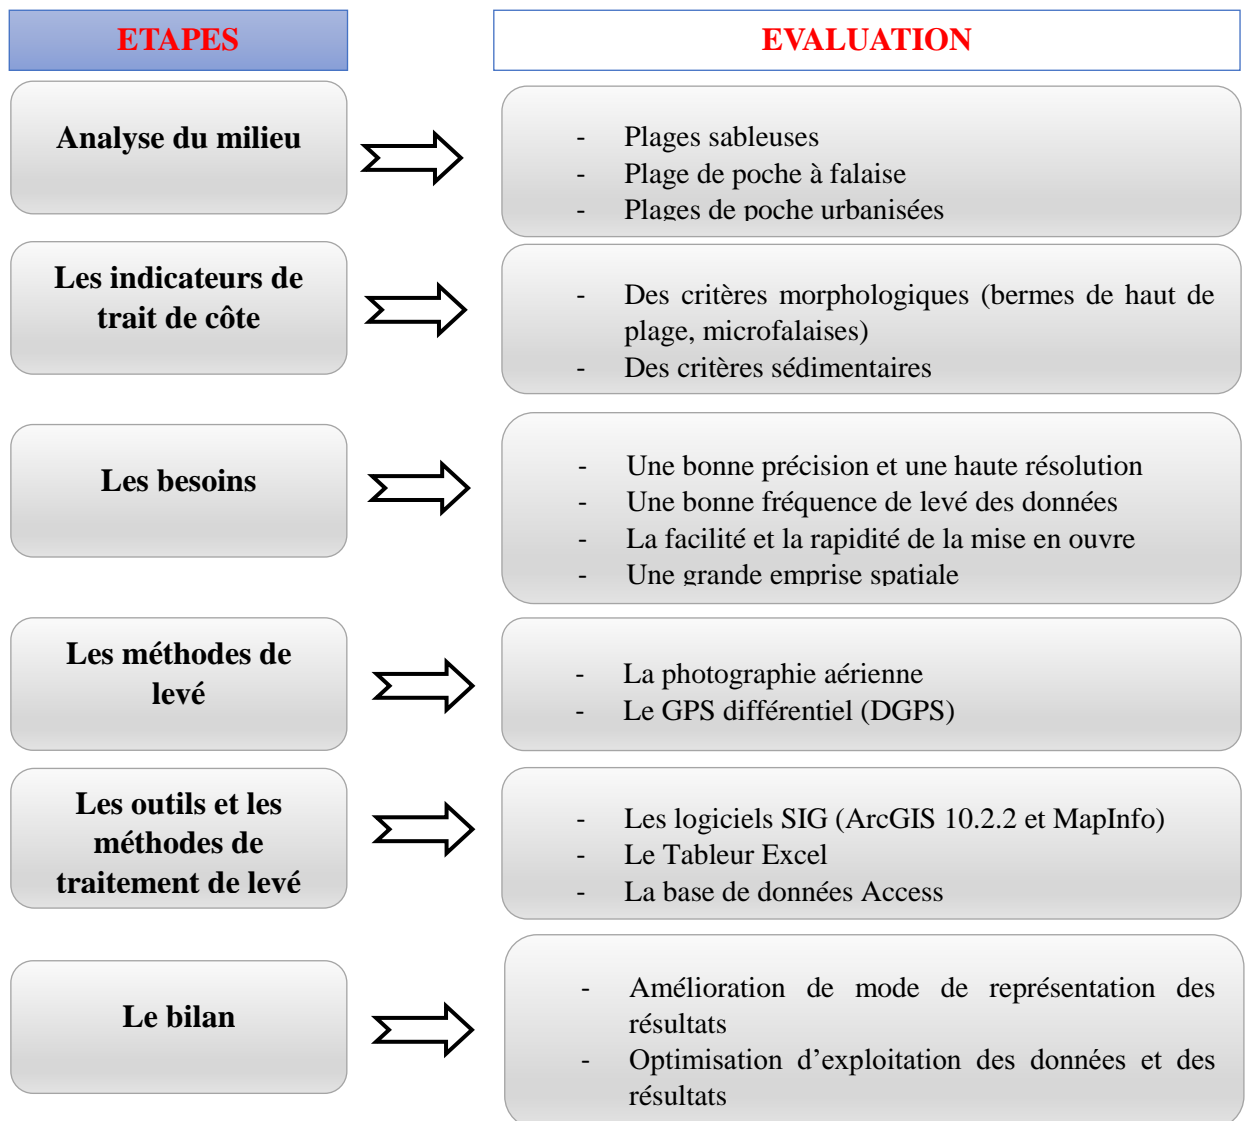 ETAPES
EVALUATION
Analyse du milieu
- Plages sableuses
- Plage de poche à falaise
- Plages de poche urbanisées
Les indicateurs de
trait de côte
- Des critères morphologiques (bermes de haut de
plage, microfalaises)
- Des critères sédimentaires
Les besoins
- Une bonne précision et une haute résolution
- Une bonne fréquence de levé des données
- La facilité et la rapidité de la mise en ouvre
- Une grande emprise spatiale
Les méthodes de
levé
- La photographie aérienne
- Le GPS différentiel (DGPS)
Les outils et les
méthodes de
traitement de levé
- Les logiciels SIG (ArcGIS 10.2.2 et MapInfo)
- Le Tableur Excel
- La base de données Access
Le bilan
- Amélioration de mode de représentation des
résultats
- Optimisation d’exploitation des données et des
résultats